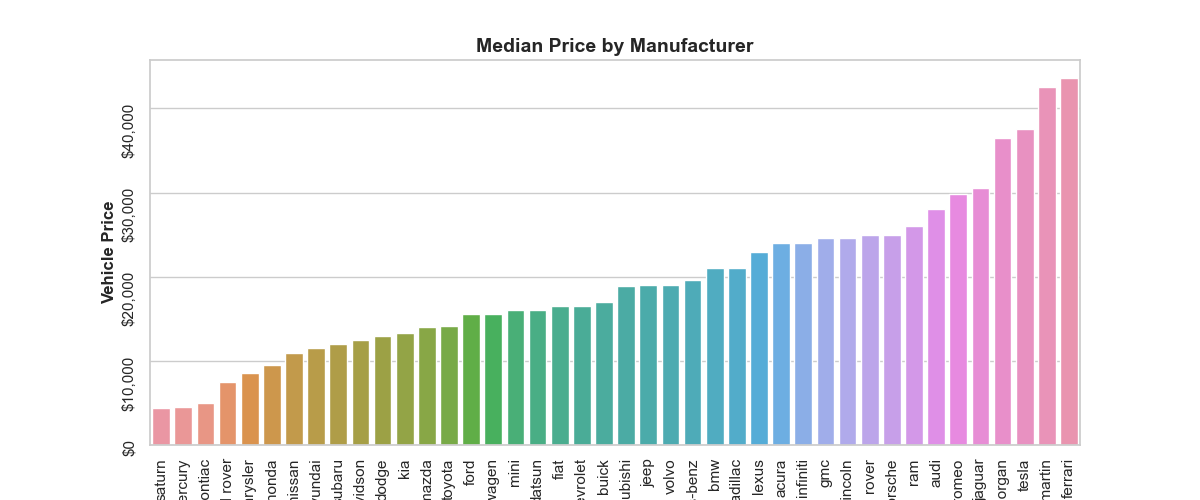 Median Price by Manufacturer
Vehicle Price
$40,000
$30,000
$20,000
$10,000
$0
saturn
ercury
ontiac
rover
rysler
honda
nissan
yundai
ubaru
vidson
dodge
kia
mazda
toyota
ford
vagen
mini
datsun
fiat
evrolet
buick
ubishi
jeep
volvo
-benz
bmw
adillac
lexus
acura
infiniti
gmc
incoln
rover
orsche
ram
audi
romeo
jaguar
organ
tesla
martin
ferrari